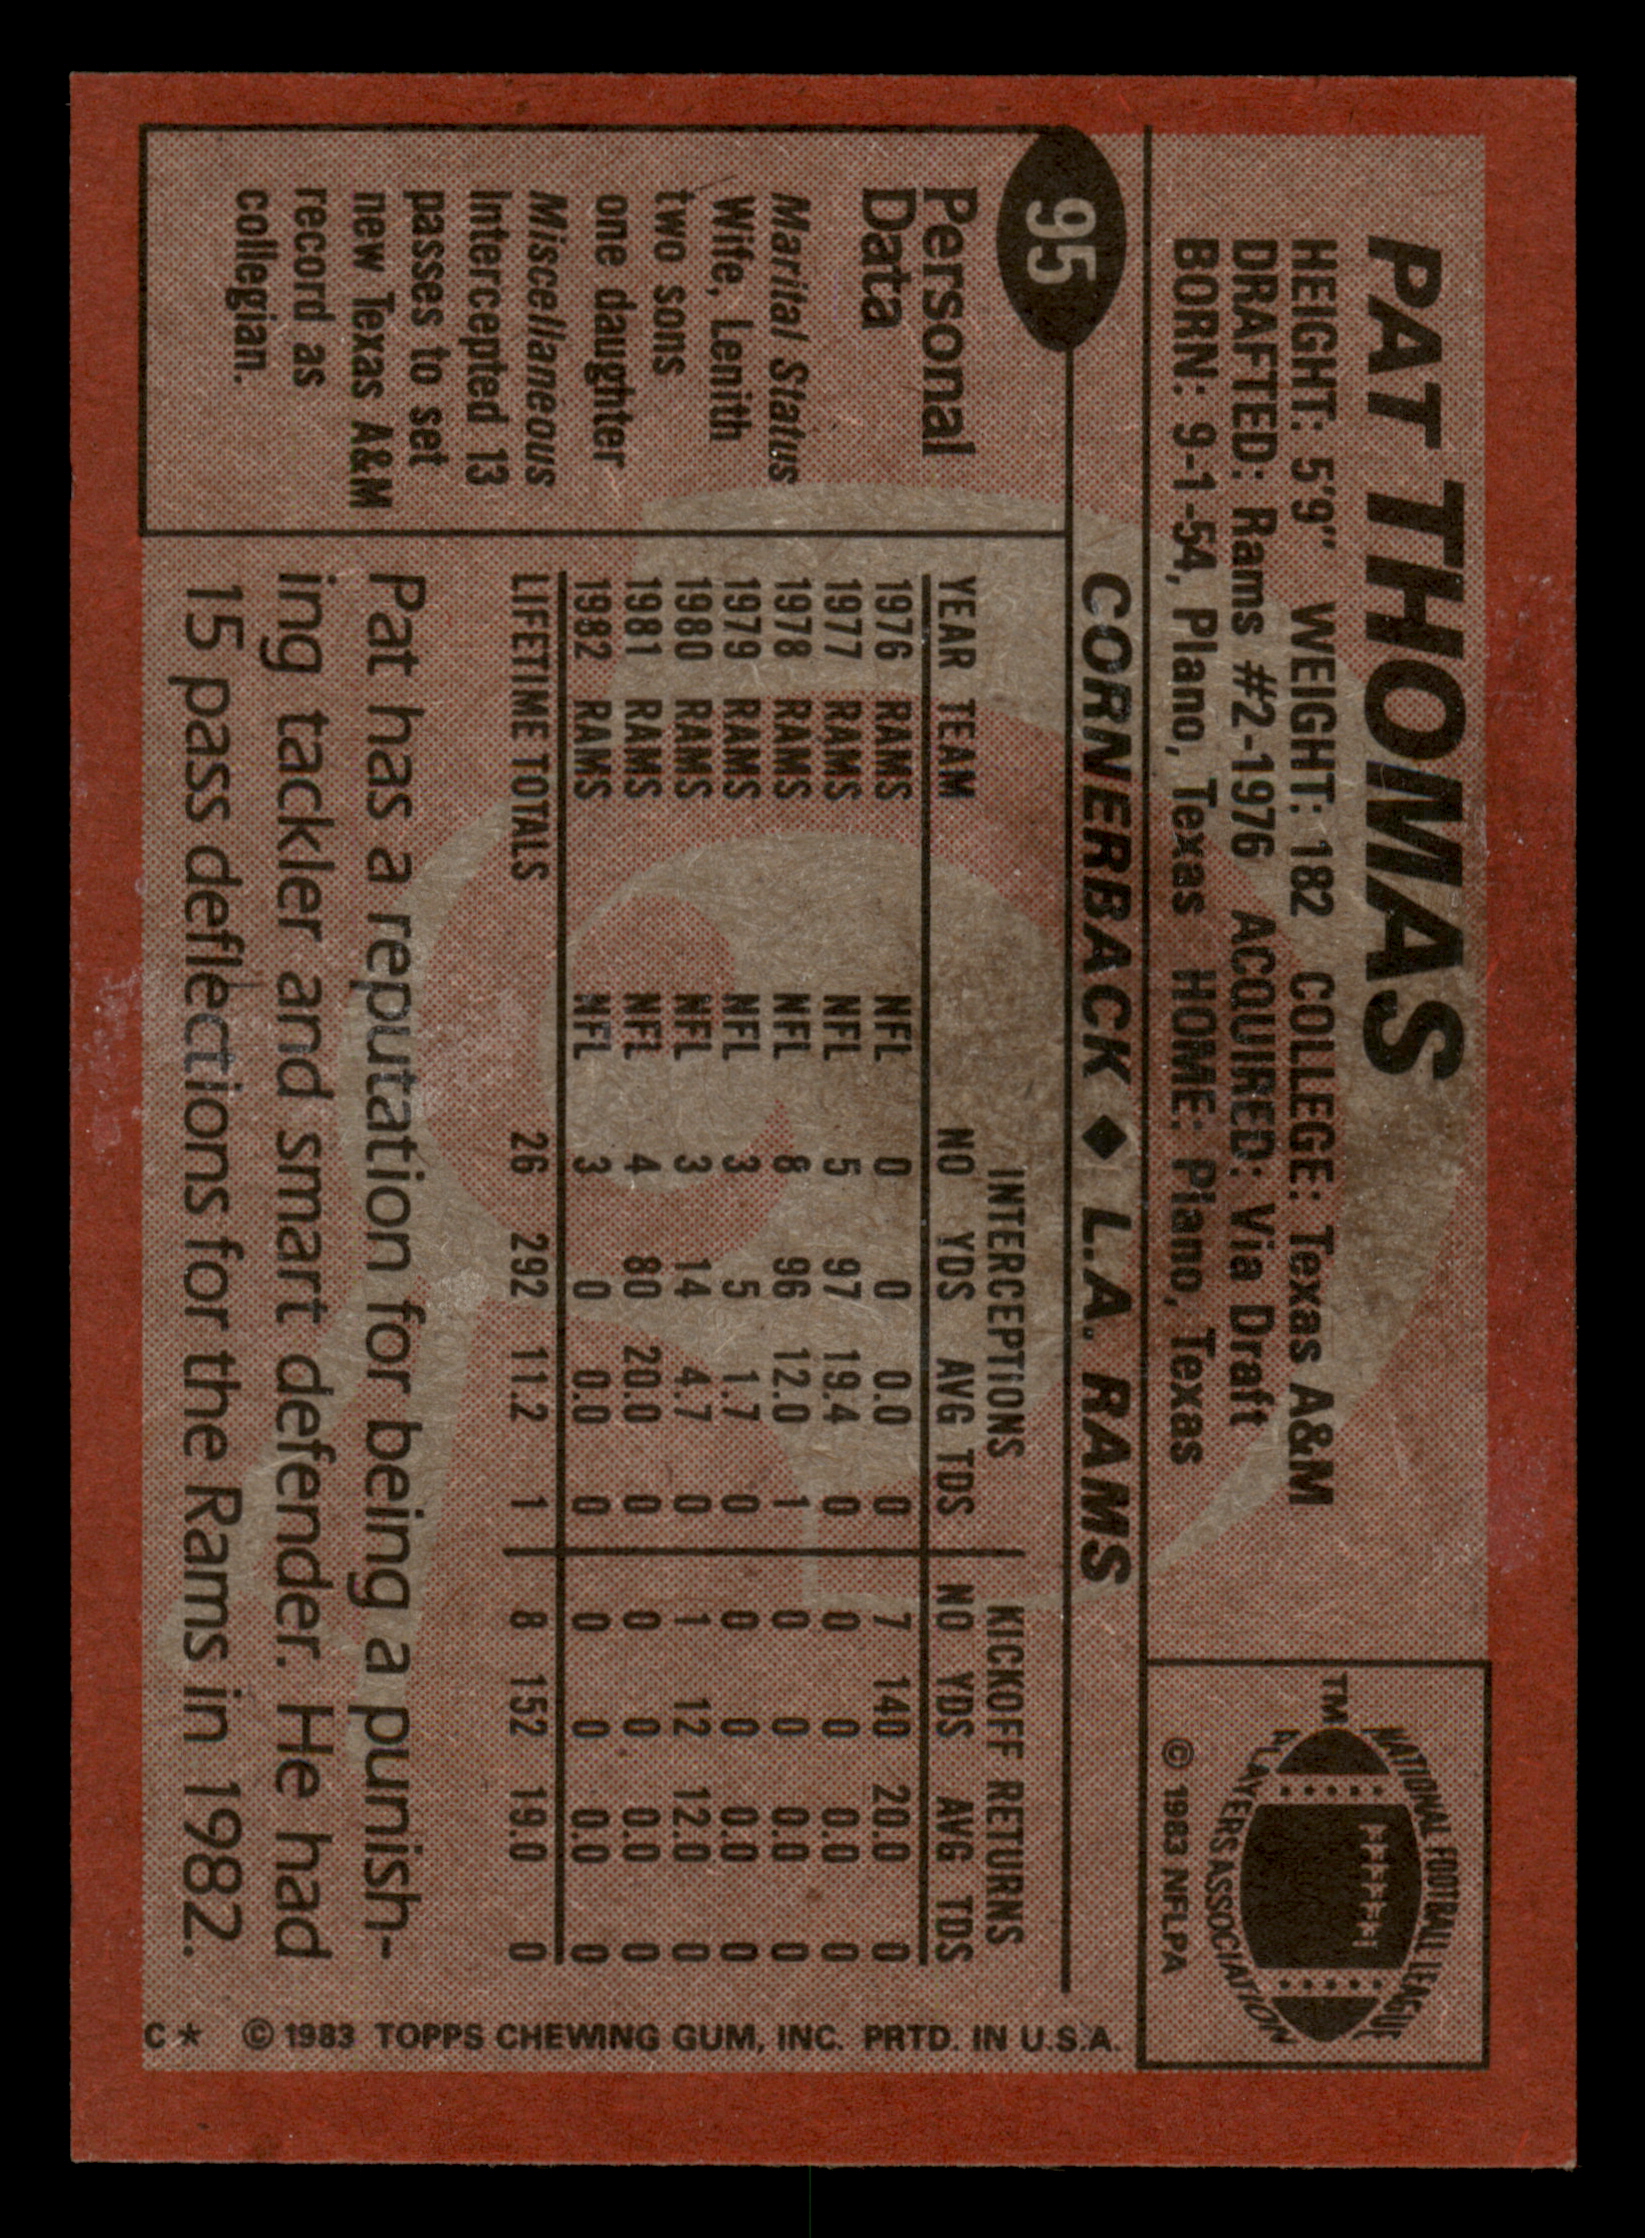 PAT THOMAS
HEIGHT: 5'9" WEIGHT: 182 COLLEGE: Texas A&M
DRAFTED: Rams #2-1976 ACQUIRED: Via Draft
BORN: 9-1-54, Plano, Texas HOME: Plano, Texas
TM
NATIONAL FOOTBALL LEAGUE
PLAYERS ASSOCIATION
© 1983 NFLPA
95
CORNERBACK ◆ L.A. RAMS
Personal
Data
Marital Status
Wife, Lenith
two sons
one daughter
Miscellaneous
Intercepted 13
passes to set
new Texas A&M
record as
collegian.
INTERCEPTIONS KICKOFF RETURNS
YEAR TEAM NO YDS AVG TDS NO YDS AVG TDS
1976 RAMS NFL 0 0 0.0 0 7 140 20.0 0
1977 RAMS NFL 5 97 19.4 0 0 0 0.0 0
1978 RAMS NFL 8 96 12.0 1 0 0 0.0 0
1979 RAMS NFL 3 5 1.7 0 0 0 0.0 0
1980 RAMS NFL 3 14 4.7 0 1 12 12.0 0
1981 RAMS NFL 4 80 20.0 0 0 0 0.0 0
1982 RAMS NFL 3 0 0.0 0 0 0 0.0 0
LIFETIME TOTALS 26 292 11.2 1 8 152 19.0 0
Pat has a reputation for being a punish-
ing tackler and smart defender. He had
15 pass deflections for the Rams in 1982.
C* © 1983 TOPPS CHEWING GUM, INC. PRTD. IN U.S.A.